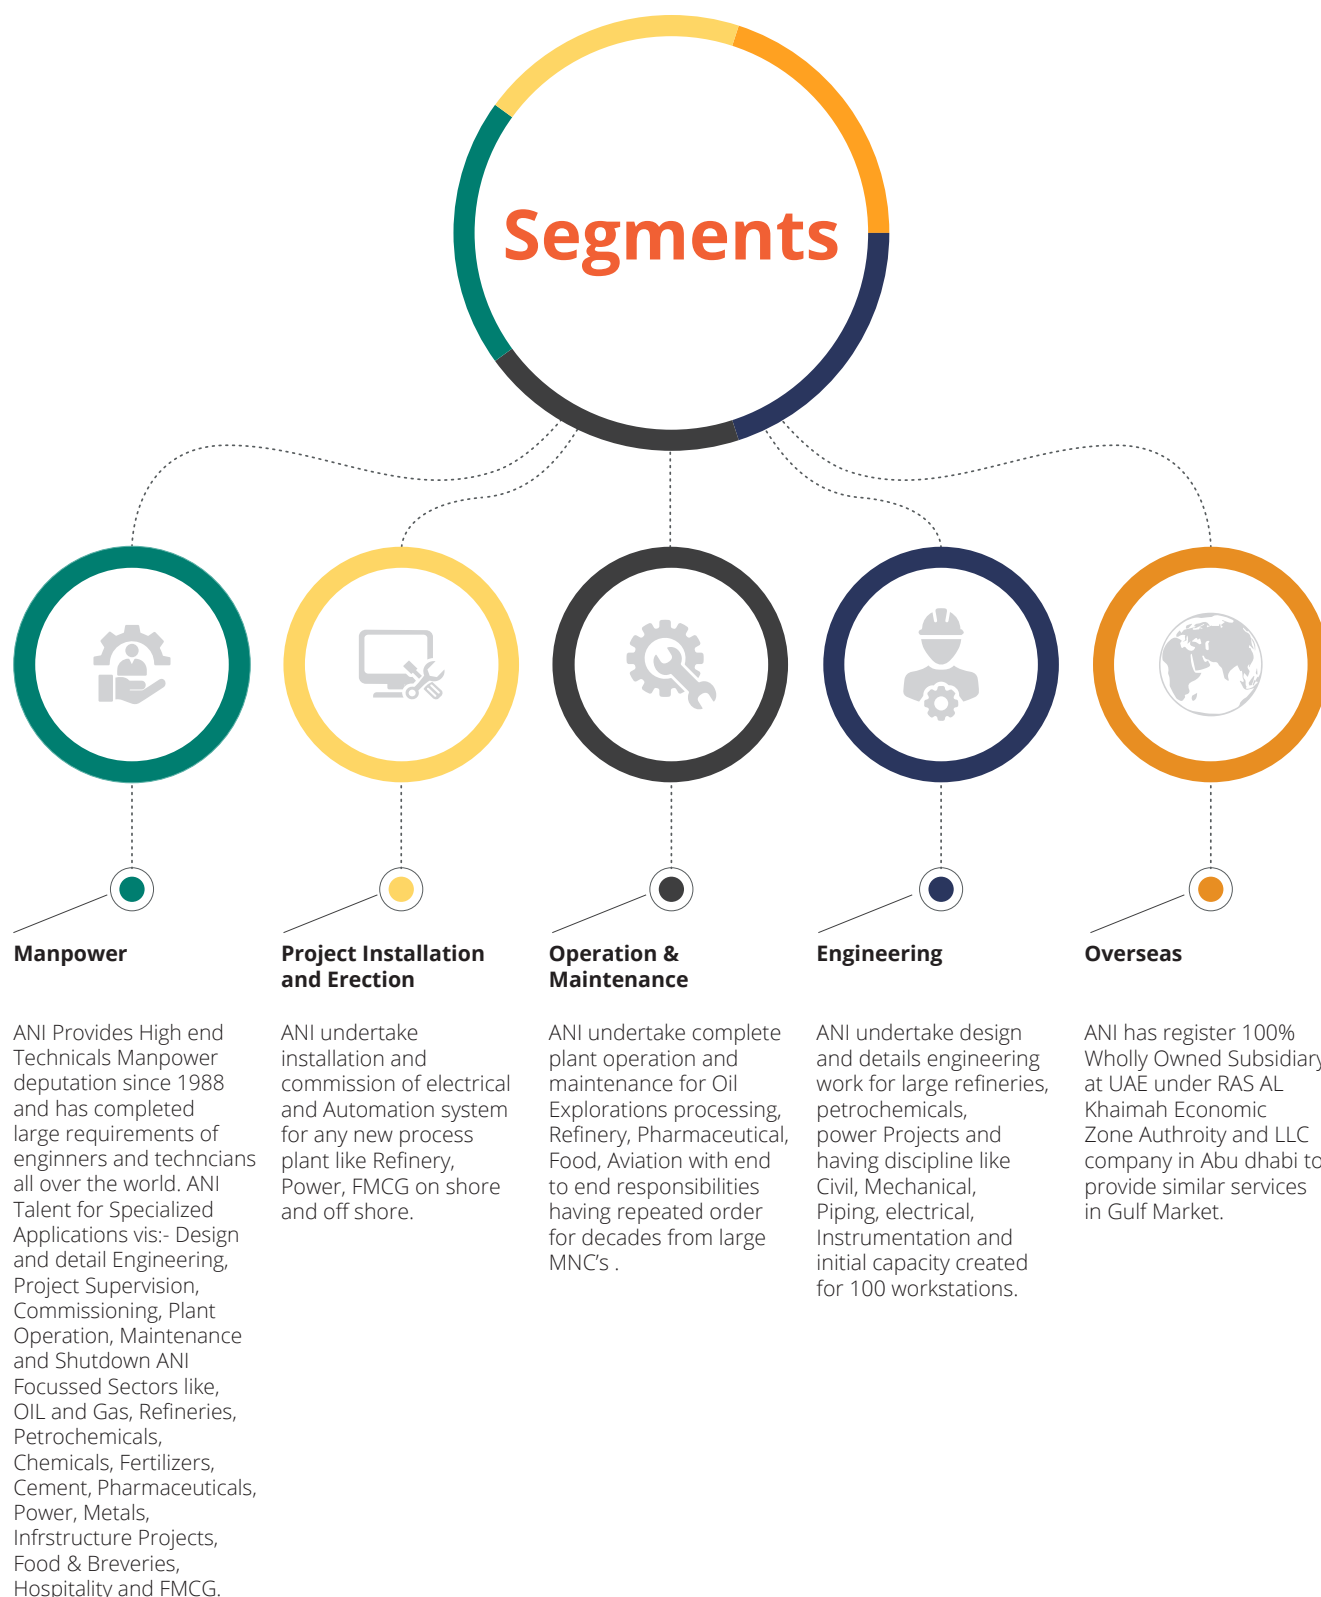 Segments
Manpower
ANI Provides High end
Technicals Manpower
deputation since 1988
and has completed
large requirements of
enginners and techncians
all over the world. ANI
Talent for Specialized
Applications vis:- Design
and detail Engineering,
Project Supervision,
Commissioning, Plant
Operation, Maintenance
and Shutdown ANI
Focussed Sectors like,
OIL and Gas, Refineries,
Petrochemicals,
Chemicals, Fertilizers,
Cement, Pharmaceuticals,
Power, Metals,
Infrstructure Projects,
Food & Breveries,
Hospitality and FMCG.
Project Installation
and Erection
ANI undertake
installation and
commission of electrical
and Automation system
for any new process
plant like Refinery,
Power, FMCG on shore
and off shore.
Operation &
Maintenance
ANI undertake complete
plant operation and
maintenance for Oil
Explorations processing,
Refinery, Pharmaceutical,
Food, Aviation with end
to end responsibilities
having repeated order
for decades from large
MNC’s .
Engineering
ANI undertake design
and details engineering
work for large refineries,
petrochemicals,
power Projects and
having discipline like
Civil, Mechanical,
Piping, electrical,
Instrumentation and
initial capacity created
for 100 workstations.
Overseas
ANI has register 100%
Wholly Owned Subsidiary
at UAE under RAS AL
Khaimah Economic
Zone Authroity and LLC
company in Abu dhabi to
provide similar services
in Gulf Market.